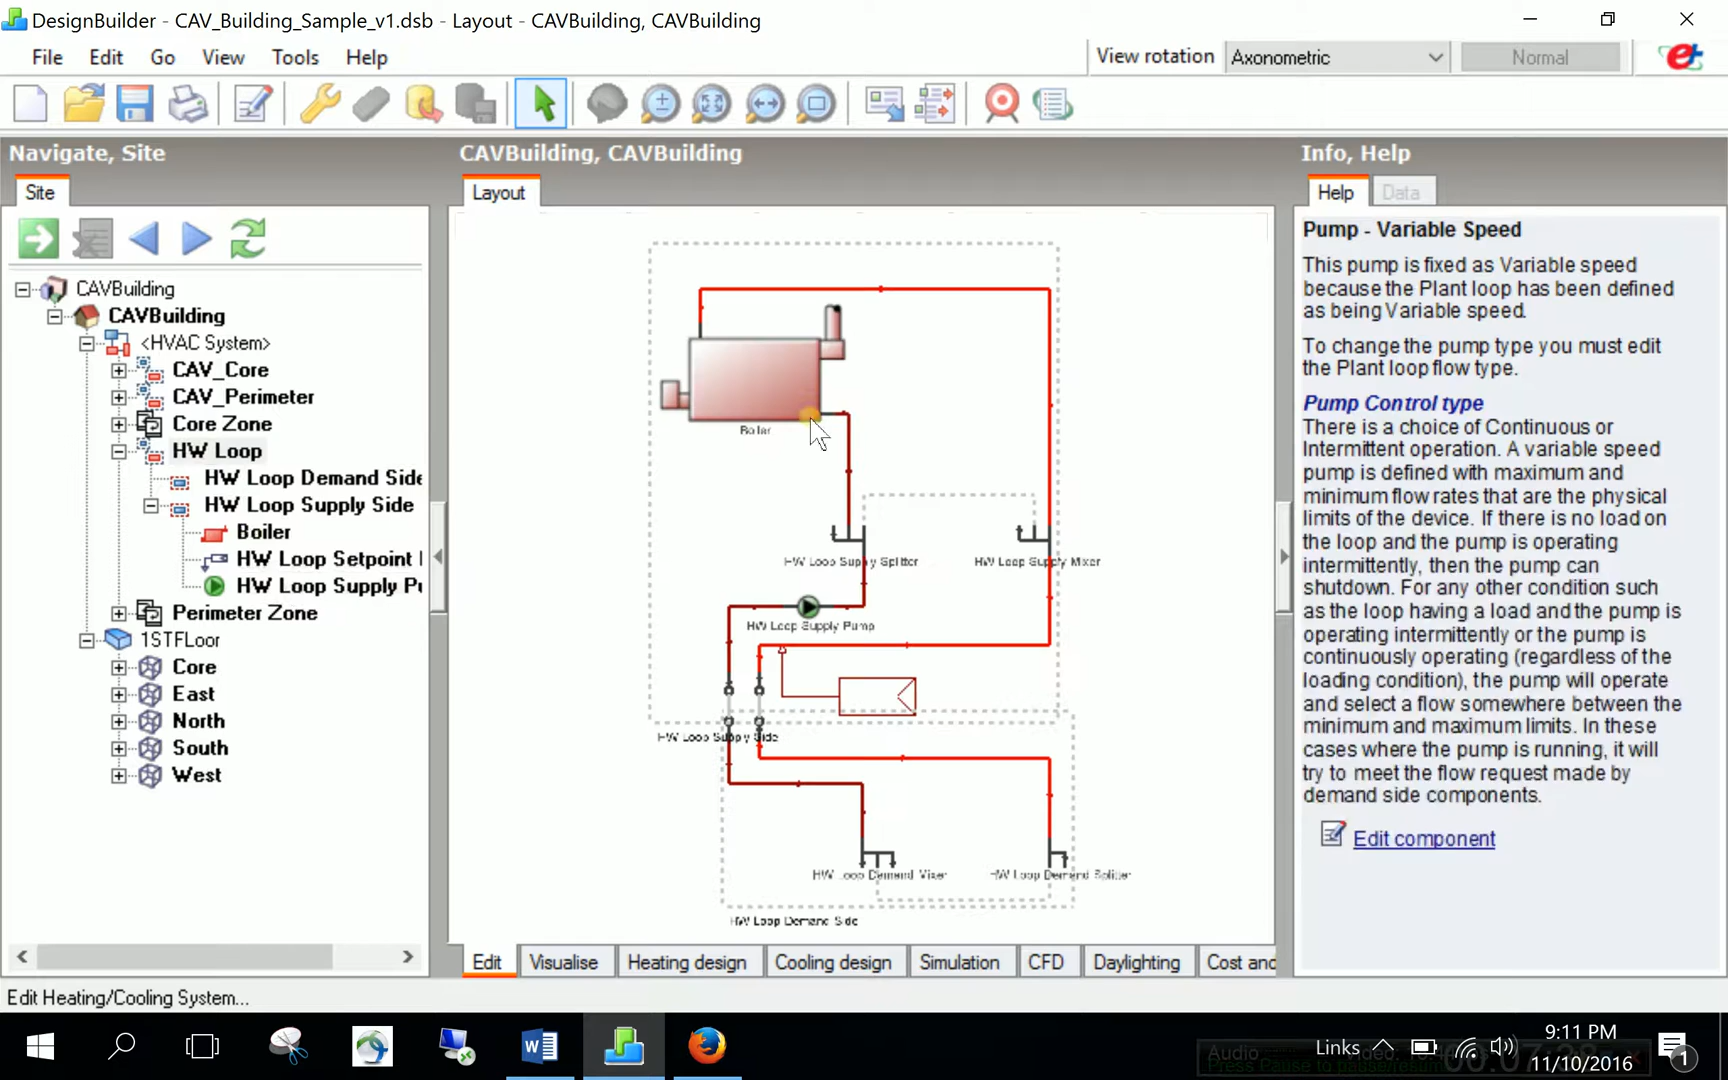 DesignBuilder - CAV_Building_Sample_v1.dsb - Layout - CAVBuilding, CAVBuilding
File Edit Go View Tools Help
View rotation Axonometric Normal
Navigate, Site
Site
CAVBuilding
CAVBuilding
<HVAC System>
CAV_Core
CAV_Perimeter
Core Zone
HW Loop
HW Loop Demand Side
HW Loop Supply Side
Boiler
HW Loop Setpoint
HW Loop Supply Pu
Perimeter Zone
1STFLoor
Core
East
North
South
West
CAVBuilding, CAVBuilding
Layout
Boiler
HW Loop Supply Splitter
HW Loop Supply Mixer
HW Loop Supply Pump
HW Loop Supply Side
HW Loop Demand Mixer
HW Loop Demand Splitter
HW Loop Demand Side
Edit Visualise Heating design Cooling design Simulation CFD Daylighting Cost and
Info, Help
Help Data
Pump - Variable Speed
This pump is fixed as Variable speed
because the Plant loop has been defined
as being Variable speed.
To change the pump type you must edit
the Plant loop flow type.
Pump Control type
There is a choice of Continuous or
Intermittent operation. A variable speed
pump is defined with maximum and
minimum flow rates that are the physical
limits of the device. If there is no load on
the loop and the pump is operating
intermittently, then the pump can
shutdown. For any other condition such
as the loop having a load and the pump is
operating intermittently or the pump is
continuously operating (regardless of the
loading condition), the pump will operate
and select a flow somewhere between the
minimum and maximum limits. In these
cases where the pump is running, it will
try to meet the flow request made by
demand side components.
Edit component
Edit Heating/Cooling System...
Links
9:11 PM
11/10/2016
1
Audio